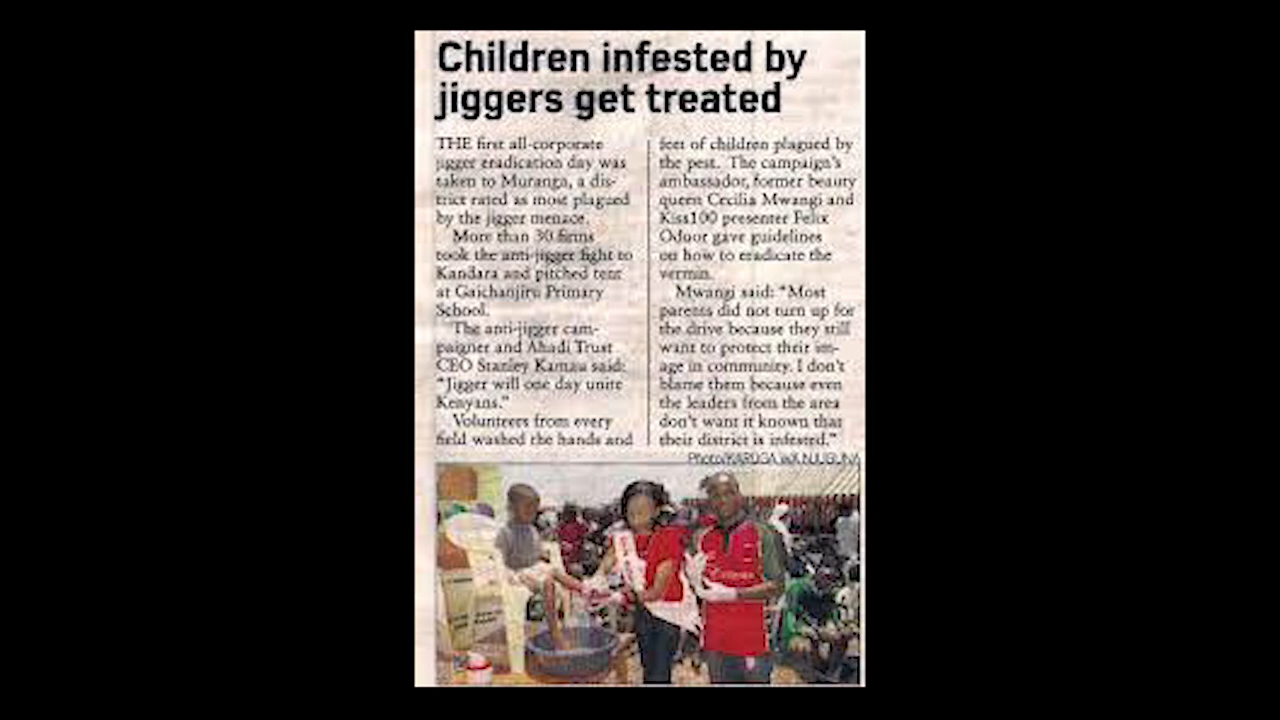 Children infested by
jiggers get treated
THE first all-corporate
jigger eradication day was
taken to Muranga, a dis-
trict rated as most plagued
by the jigger menace.
More than 30 firms
took the anti-jigger fight to
Kandara and pitched tent
at Gaichanjiru Primary
School.
The anti-jigger cam-
paigner and Ahadi Trust
CEO Stanley Kamau said:
"Jigger will one day unite
Kenyans."
Volunteers from every
field washed the hands and
feet of children plagued by
the pest. The campaign's
ambassador, former beauty
queen Cecilia Mwangi and
Kiss100 presenter Felix
Oduor gave guidelines
on how to eradicate the
vermin.
Mwangi said: "Most
parents did not turn up for
the drive because they still
want to protect their im-
age in community. I don't
blame them because even
the leaders from the area
don't want it known that
their district is infested."
Photo/KARUGA WA NJUGUNA